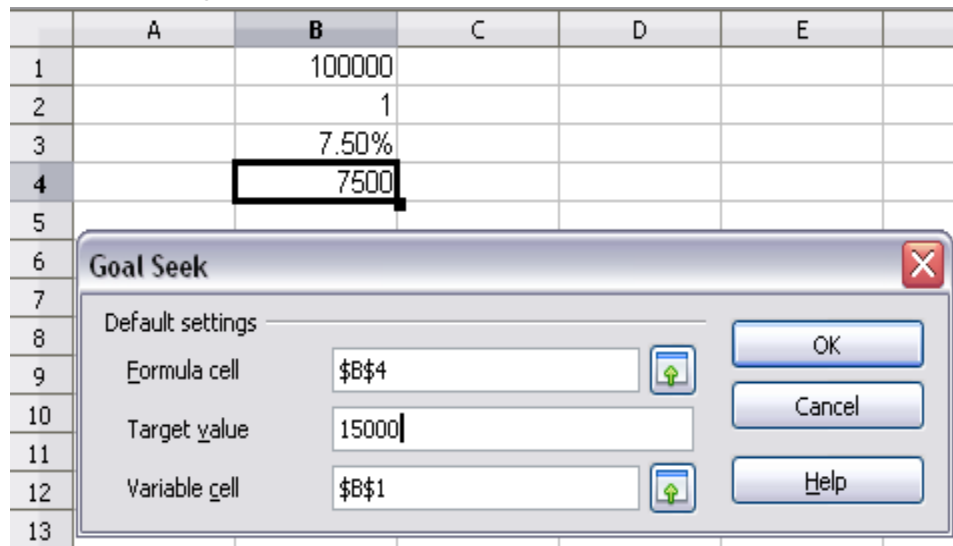 A B C D E
1 100000
2 1
3 7.50%
4 7500
5
6
7
8
9
10
11
12
13
Goal Seek
Default settings
Formula cell $B$4
Target value 15000
Variable cell $B$1
OK
Cancel
Help